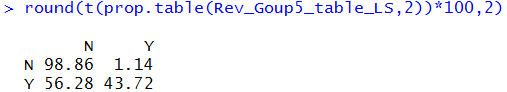 > round(t(prop.table(Rev_Goup5_table_LS,2))*100,2)
N Y
N 98.86 1.14
Y 56.28 43.72